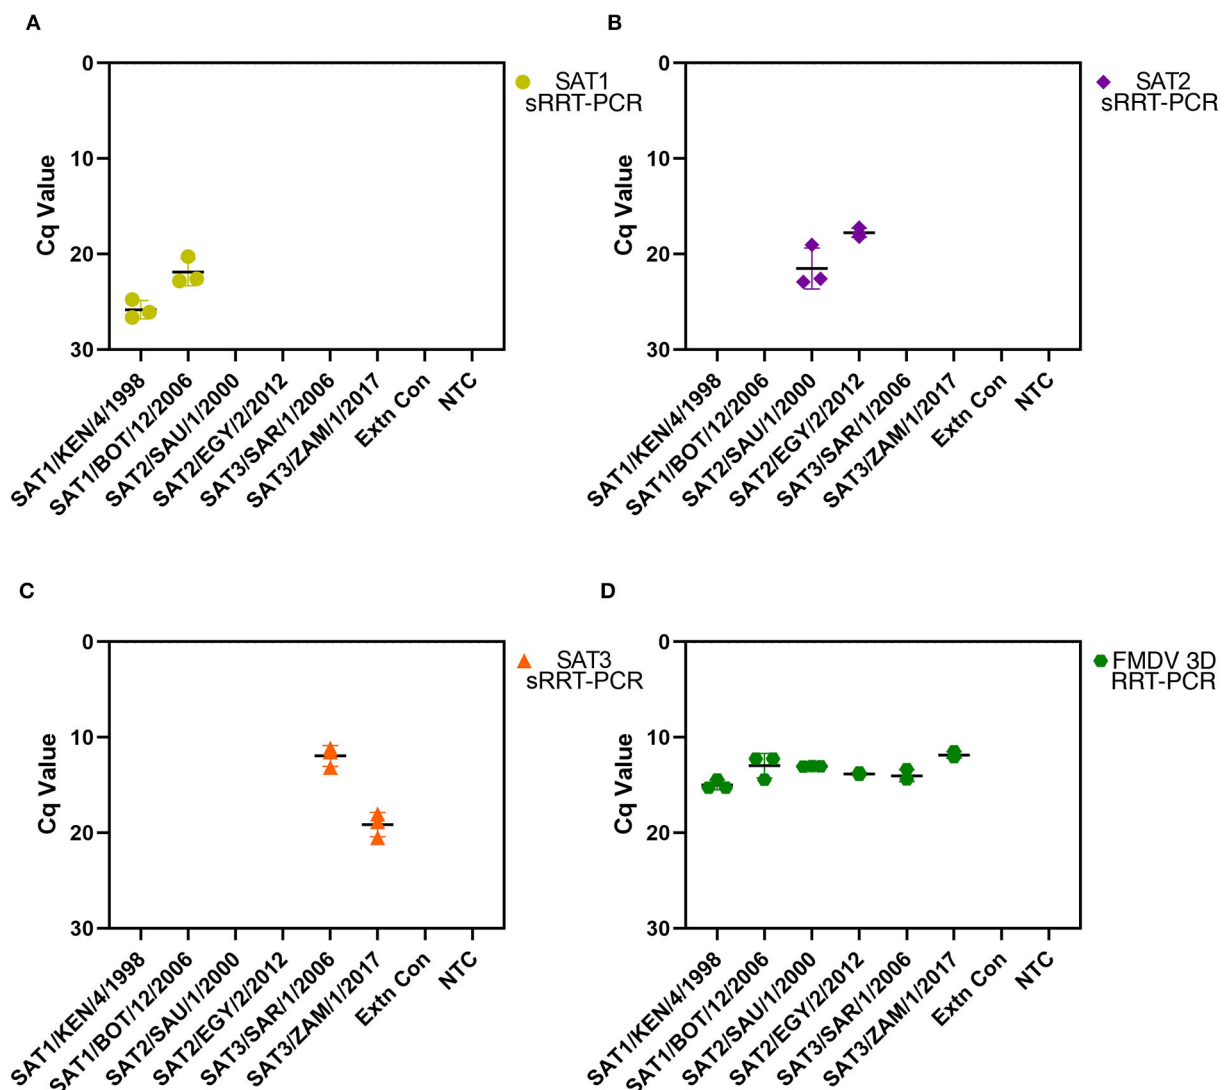 A
0
10
20
30
Cq Value
SAT1
sRRT-PCR
SAT1/KEN/4/1998
SAT1/BOT/12/2006
SAT2/SAU/1/2000
SAT2/EGY/2/2012
SAT3/SAR/1/2006
SAT3/ZAM/1/2017
Extn Con
NTC
B
0
10
20
30
Cq Value
SAT2
sRRT-PCR
SAT1/KEN/4/1998
SAT1/BOT/12/2006
SAT2/SAU/1/2000
SAT2/EGY/2/2012
SAT3/SAR/1/2006
SAT3/ZAM/1/2017
Extn Con
NTC
C
0
10
20
30
Cq Value
SAT3
sRRT-PCR
SAT1/KEN/4/1998
SAT1/BOT/12/2006
SAT2/SAU/1/2000
SAT2/EGY/2/2012
SAT3/SAR/1/2006
SAT3/ZAM/1/2017
Extn Con
NTC
D
0
10
20
30
Cq Value
FMDV 3D
RRT-PCR
SAT1/KEN/4/1998
SAT1/BOT/12/2006
SAT2/SAU/1/2000
SAT2/EGY/2/2012
SAT3/SAR/1/2006
SAT3/ZAM/1/2017
Extn Con
NTC